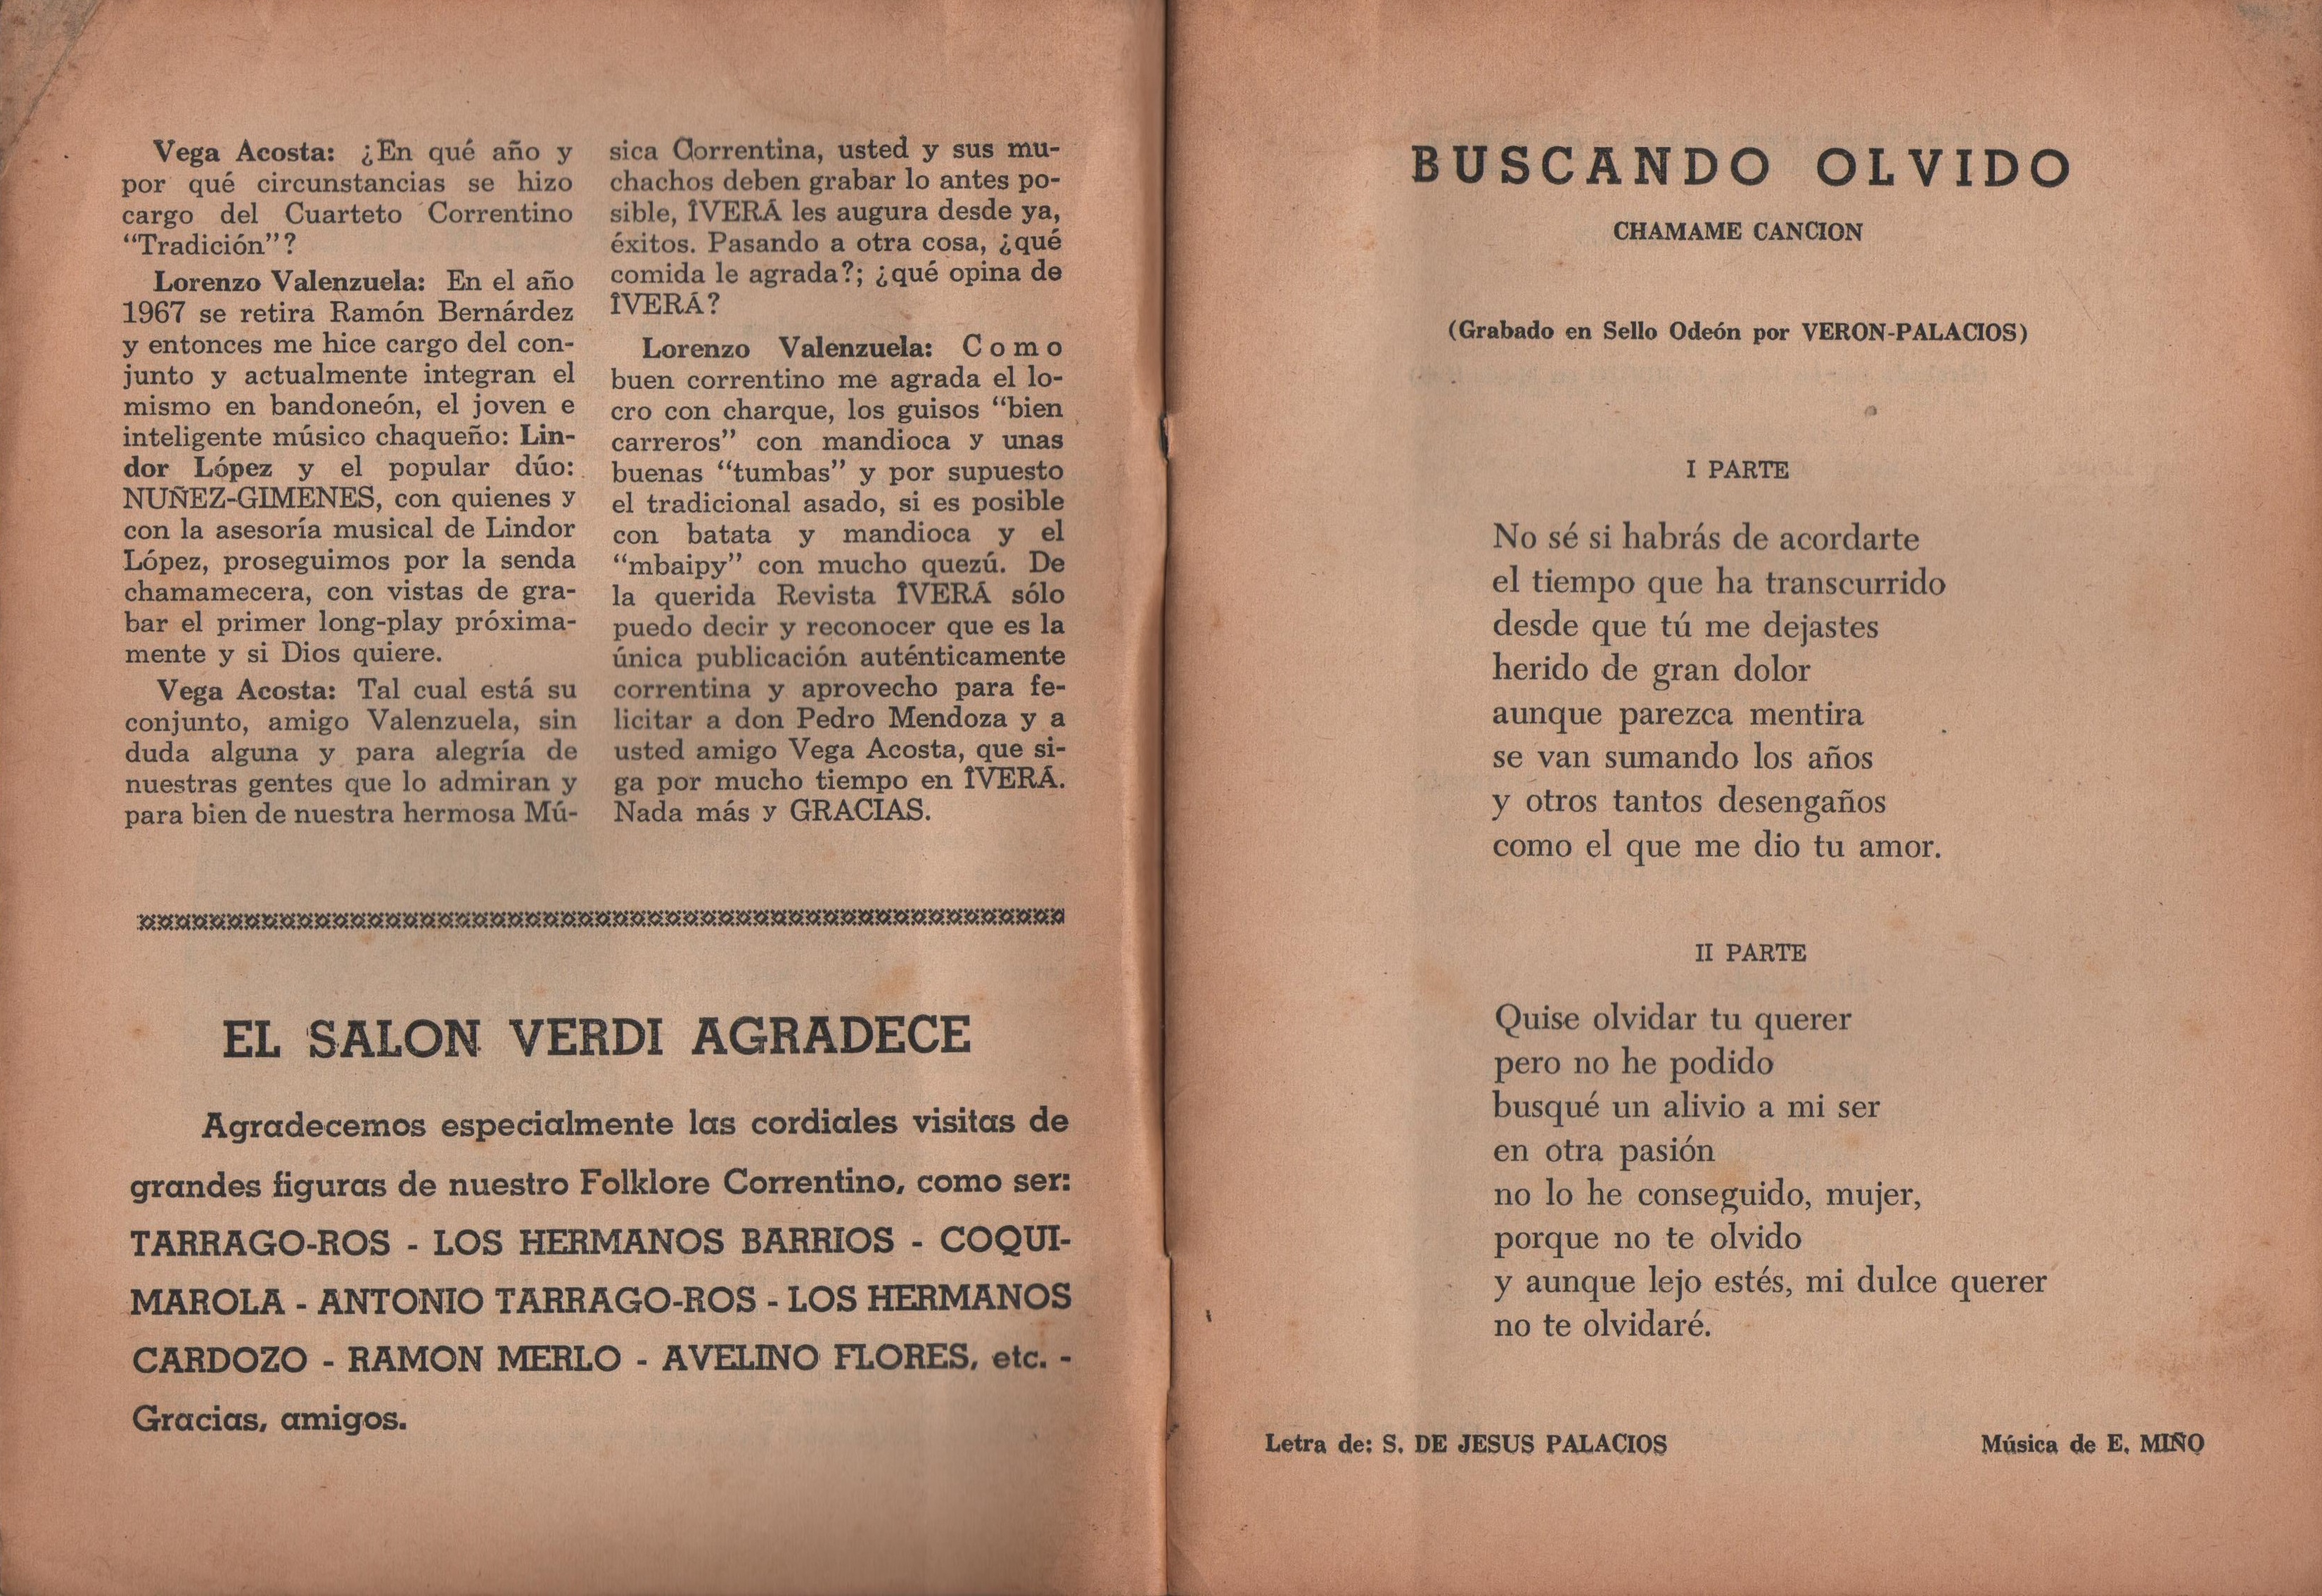 Vega Acosta: ¿En qué año y
por qué circunstancias se hizo
cargo del Cuarteto Correntino
“Tradición”?
Lorenzo Valenzuela: En el año
1967 se retira Ramón Bernárdez
y entonces me hice cargo del con-
junto y actualmente integran el
mismo en bandoneón, el joven e
inteligente músico chaqueño: Lin-
dor López y el popular dúo:
NUÑEZ-GIMENES, con quienes y
con la asesoría musical de Lindor
López, proseguimos por la senda
chamamecera, con vistas de gra-
bar el primer long-play próxima-
mente y si Dios quiere.
Vega Acosta: Tal cual está su
conjunto, amigo Valenzuela, sin
duda alguna y para alegría de
nuestras gentes que lo admiran y
para bien de nuestra hermosa Mú-
sica Correntina, usted y sus mu-
chachos deben grabar lo antes po-
sible, ÎVERÁ les augura desde ya,
éxitos. Pasando a otra cosa, ¿qué
comida le agrada?; ¿qué opina de
ÎVERÁ?
Lorenzo Valenzuela: Como
buen correntino me agrada el lo-
cro con charque, los guisos “bien
carreros” con mandioca y unas
buenas “tumbas” y por supuesto
el tradicional asado, si es posible
con batata y mandioca y el
“mbaipy” con mucho quezú. De
la querida Revista ÎVERÁ sólo
puedo decir y reconocer que es la
única publicación auténticamente
correntina y aprovecho para fe-
licitar a don Pedro Mendoza y a
usted amigo Vega Acosta, que si-
ga por mucho tiempo en ÎVERÁ.
Nada más y GRACIAS.
EL SALON VERDI AGRADECE
Agradecemos especialmente las cordiales visitas de
grandes figuras de nuestro Folklore Correntino, como ser:
TARRAGO-ROS - LOS HERMANOS BARRIOS - COQUI-
MAROLA - ANTONIO TARRAGO-ROS - LOS HERMANOS
CARDOZO - RAMON MERLO - AVELINO FLORES, etc. -
Gracias, amigos.
BUSCANDO OLVIDO
CHAMAME CANCION
(Grabado en Sello Odeón por VERON-PALACIOS)
I PARTE
No sé si habrás de acordarte
el tiempo que ha transcurrido
desde que tú me dejastes
herido de gran dolor
aunque parezca mentira
se van sumando los años
y otros tantos desengaños
como el que me dio tu amor.
II PARTE
Quise olvidar tu querer
pero no he podido
busqué un alivio a mi ser
en otra pasión
no lo he conseguido, mujer,
porque no te olvido
y aunque lejo estés, mi dulce querer
no te olvidaré.
Letra de: S. DE JESUS PALACIOS
Música de E. MIÑO